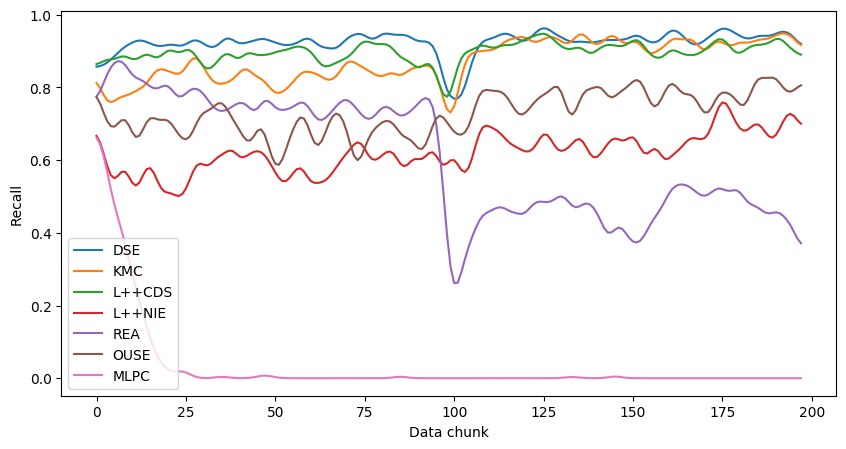 1.0
0.8
0.6
0.4
0.2
0.0
Recall
DSE
KMC
L++CDS
L++NIE
REA
OUSE
MLPC
0 25 50 75 100 125 150 175 200
Data chunk